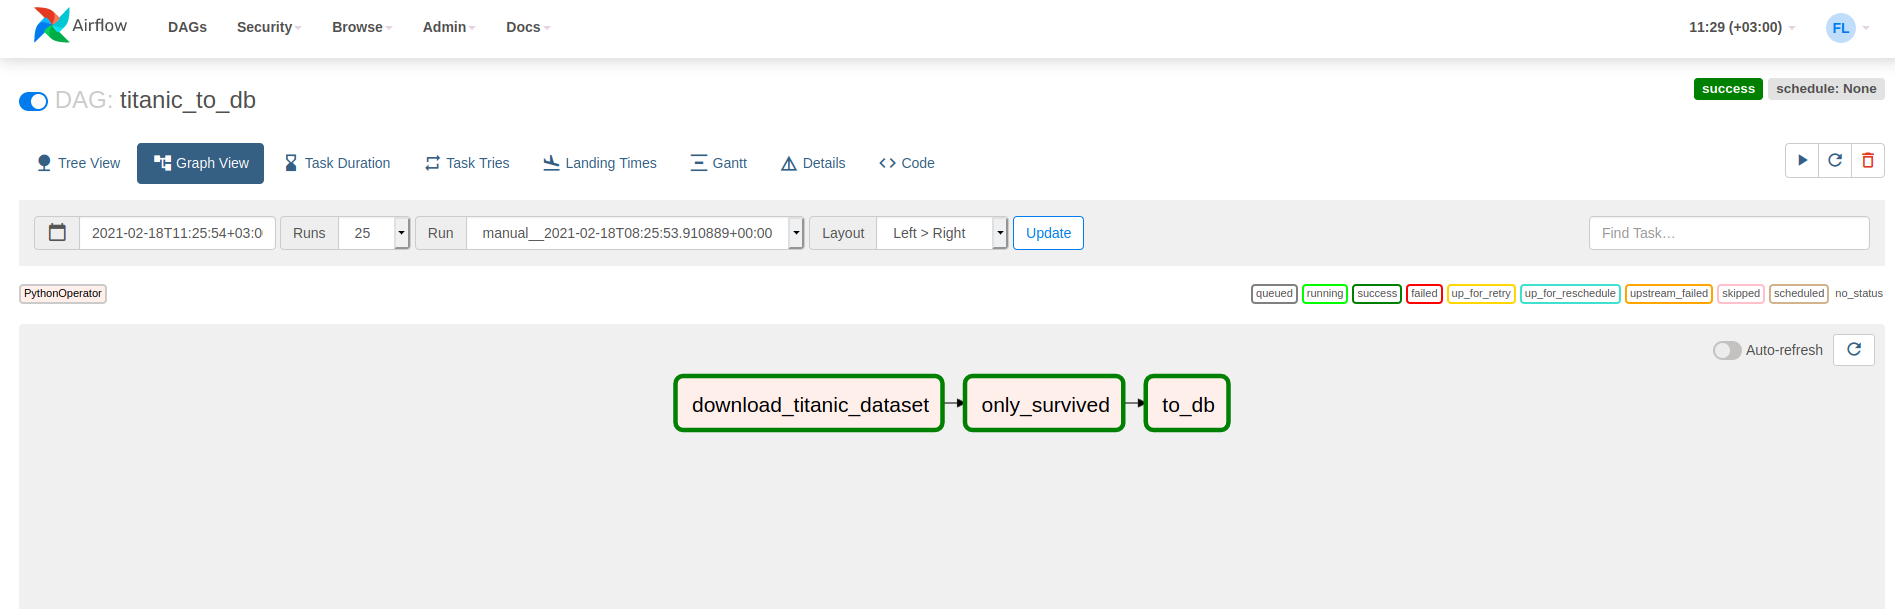 Airflow DAGs Security Browse Admin Docs 11:29 (+03:00) FL
DAG: titanic_to_db success schedule: None
Tree View Graph View Task Duration Task Tries Landing Times Gantt Details Code
2021-02-18T11:25:54+03:0 Runs 25 Run manual__2021-02-18T08:25:53.910889+00:00 Layout Left > Right Update Find Task...
PythonOperator queued running success failed up_for_retry up_for_reschedule upstream_failed skipped scheduled no_status
Auto-refresh
download_titanic_dataset only_survived to_db